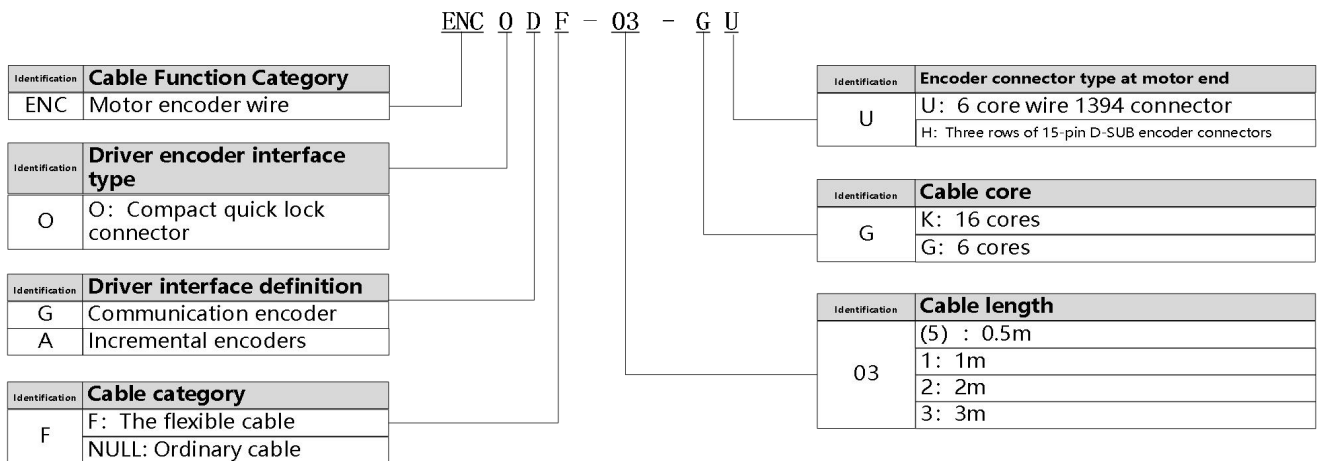 ENC O D F - 03 - G U
Identification Cable Function Category
ENC Motor encoder wire
Identification Driver encoder interface
type
O O: Compact quick lock
connector
Identification Driver interface definition
G Communication encoder
A Incremental encoders
Identification Cable category
F F: The flexible cable
NULL: Ordinary cable
Identification Encoder connector type at motor end
U U: 6 core wire 1394 connector
H: Three rows of 15-pin D-SUB encoder connectors
Identification Cable core
G K: 16 cores
G: 6 cores
Identification Cable length
03 (5) : 0.5m
1: 1m
2: 2m
3: 3m